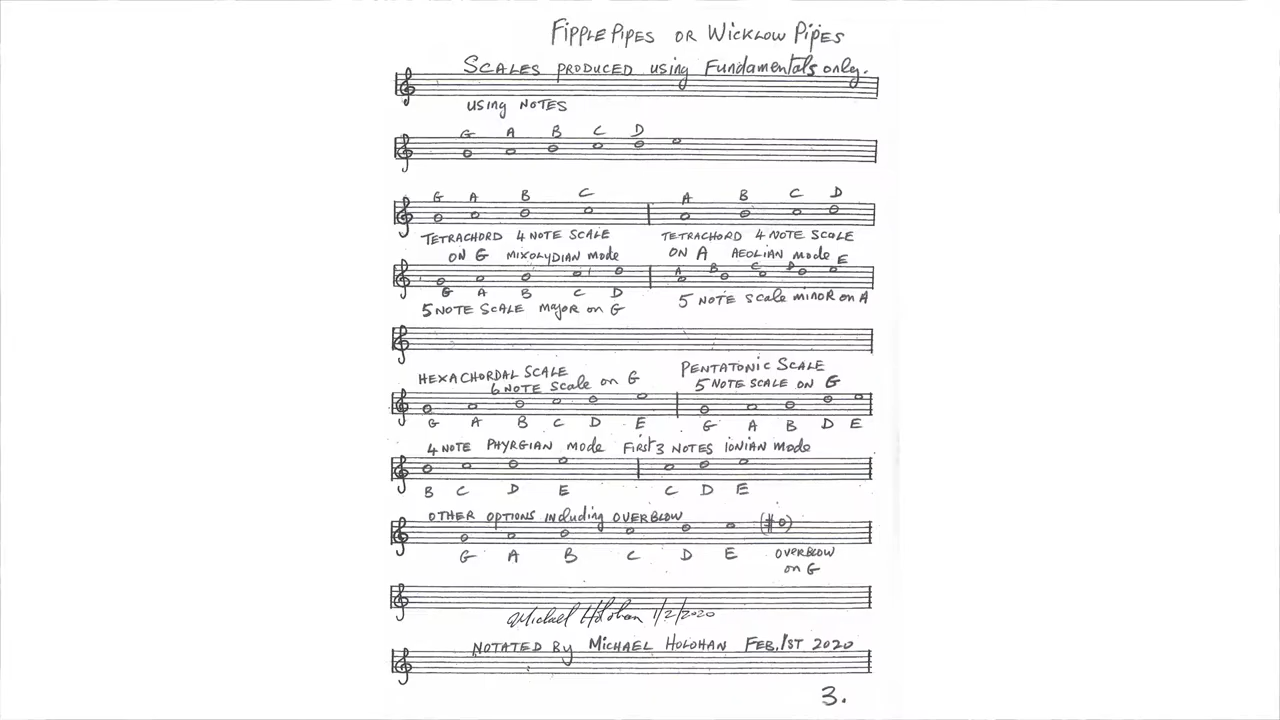 Fipple Pipes or Wicklow Pipes
Scales produced using Fundamentals only.
using NOTES
G A B C D
G A B C A B C D
TETRACHORD 4 NOTE SCALE TETRACHORD 4 NOTE SCALE
ON G MIXOLYDIAN mode ON A AEOLIAN mode
A B C D E
G A B C D
5 NOTE SCALE major on G 5 NOTE scale minor on A
HEXACHORDAL SCALE PENTATONIC SCALE
6 NOTE scale on G 5 NOTE SCALE ON G
G A B C D E G A B D E
4 NOTE PHYRGIAN mode First 3 NOTES IONIAN mode
B C D E C D E
OTHER OPTIONS including OVERBLOW
(# )
G A B C D E OVERBLOW
on G
Michael Holohan 1/2/2020
NOTATED By MICHAEL HOLOHAN FEB.1ST 2020
3.